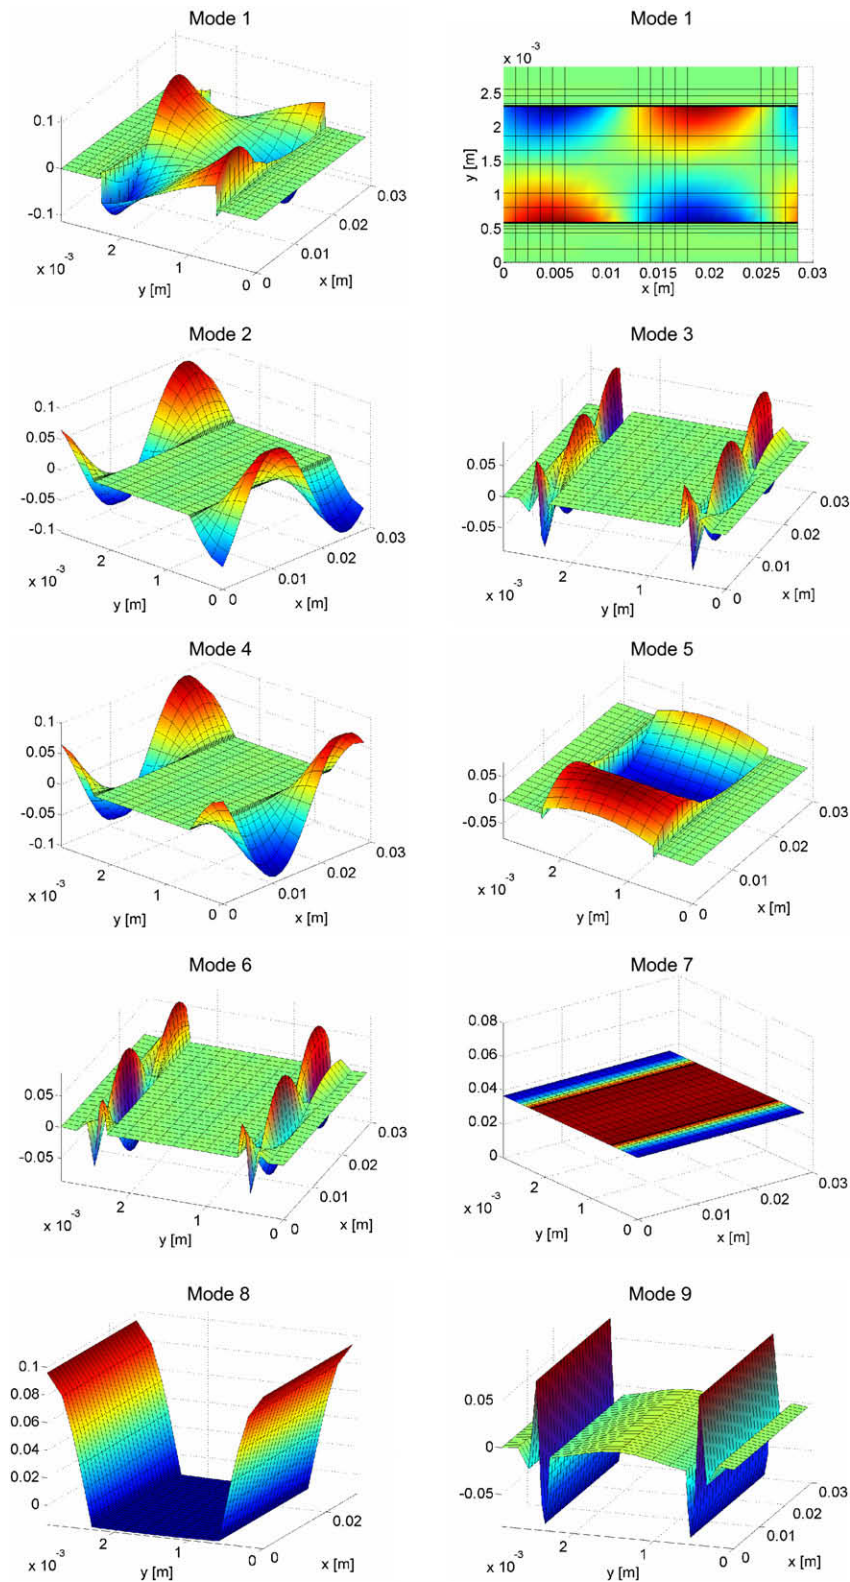 Mode 1
0.1
0
-0.1
x 10⁻³
2
1
0
y [m]
0
0.01
0.02
0.03
x [m]
Mode 1
x 10⁻³
2.5
2
1.5
1
0.5
0
y [m]
0
0.005
0.01
0.015
0.02
0.025
0.03
x [m]
Mode 2
0.1
0.05
0
-0.05
-0.1
x 10⁻³
2
1
0
y [m]
0
0.01
0.02
0.03
x [m]
Mode 3
0.05
0
-0.05
x 10⁻³
2
1
0
y [m]
0
0.01
0.02
0.03
x [m]
Mode 4
0.1
0.05
0
-0.05
-0.1
x 10⁻³
2
1
0
y [m]
0
0.01
0.02
0.03
x [m]
Mode 5
0.05
0
-0.05
x 10⁻³
2
1
0
y [m]
0
0.01
0.02
0.03
x [m]
Mode 6
0.05
0
-0.05
x 10⁻³
2
1
0
y [m]
0
0.01
0.02
0.03
x [m]
Mode 7
0.08
0.06
0.04
0.02
0
x 10⁻³
2
1
0
y [m]
0
0.01
0.02
0.03
x [m]
Mode 8
0.1
0.08
0.06
0.04
0.02
0
x 10⁻³
2
1
0
y [m]
0
0.02
x [m]
Mode 9
0.05
0
-0.05
x 10⁻³
2
1
0
y [m]
0
0.01
0.02
0.03
x [m]